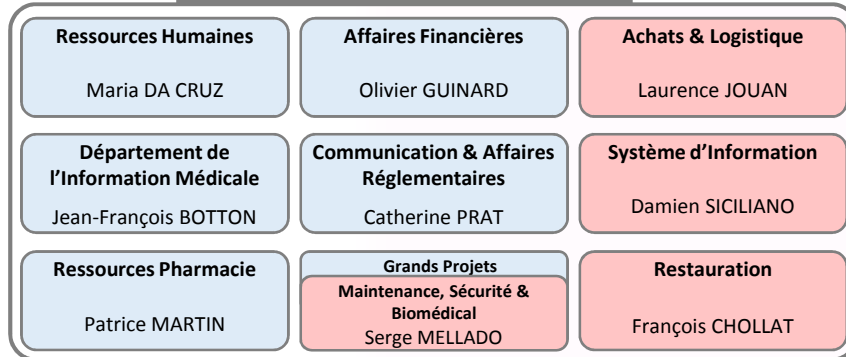 Ressources Humaines
Maria DA CRUZ
Affaires Financières
Olivier GUINARD
Achats & Logistique
Laurence JOUAN
Département de
l’Information Médicale
Jean-François BOTTON
Communication & Affaires
Réglementaires
Catherine PRAT
Système d’Information
Damien SICILIANO
Ressources Pharmacie
Patrice MARTIN
Grands Projets
Maintenance, Sécurité &
Biomédical
Serge MELLADO
Restauration
François CHOLLAT